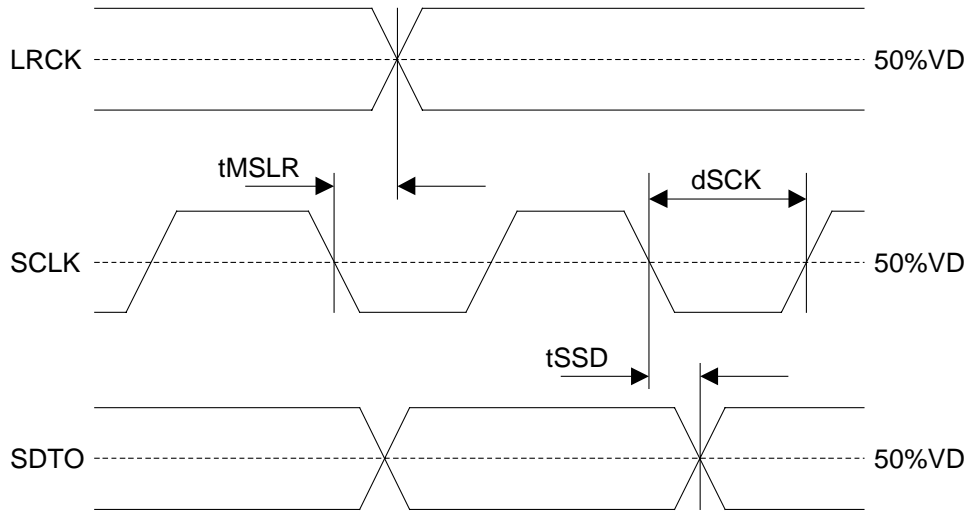 LRCK 50%VD
tMSLR dSCK
SCLK 50%VD
tSSD
SDTO 50%VD